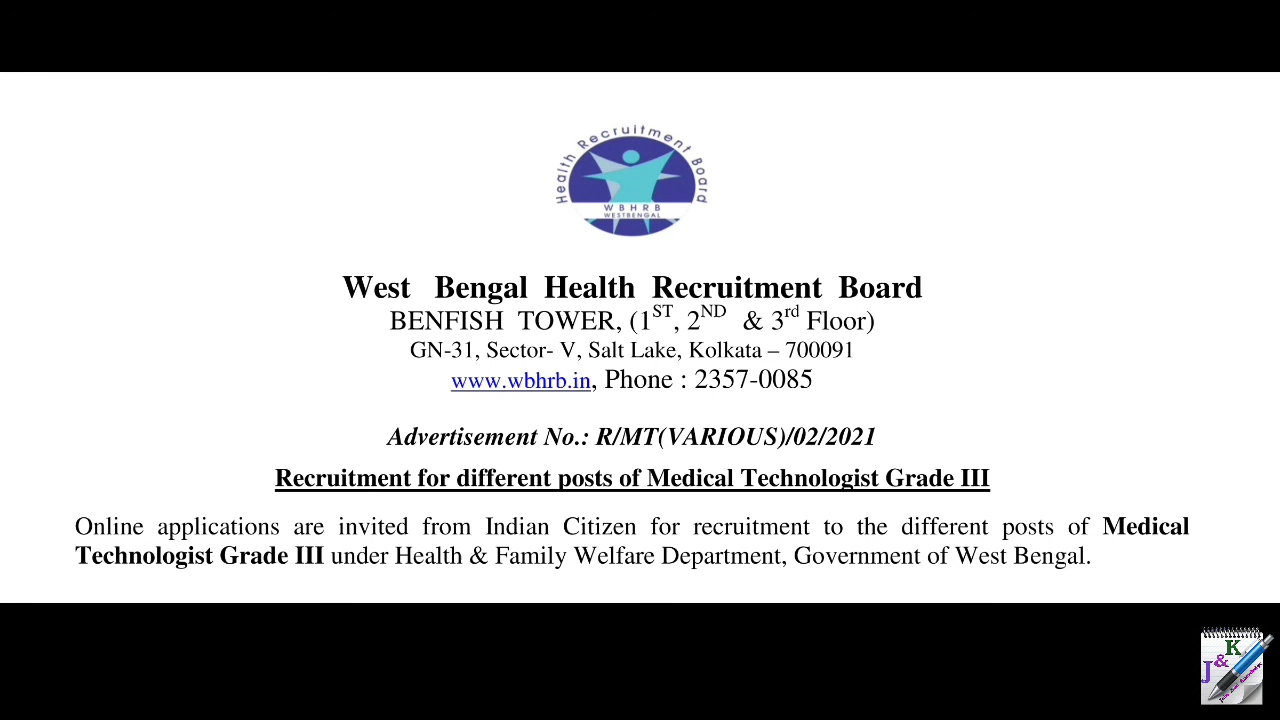 Health Recruitment Board
WBHRB
WESTBENGAL
West Bengal Health Recruitment Board
BENFISH TOWER, (1ST, 2ND & 3rd Floor)
GN-31, Sector- V, Salt Lake, Kolkata – 700091
www.wbhrb.in, Phone : 2357-0085
Advertisement No.: R/MT(VARIOUS)/02/2021
Recruitment for different posts of Medical Technologist Grade III
Online applications are invited from Indian Citizen for recruitment to the different posts of Medical
Technologist Grade III under Health & Family Welfare Department, Government of West Bengal.
J&K